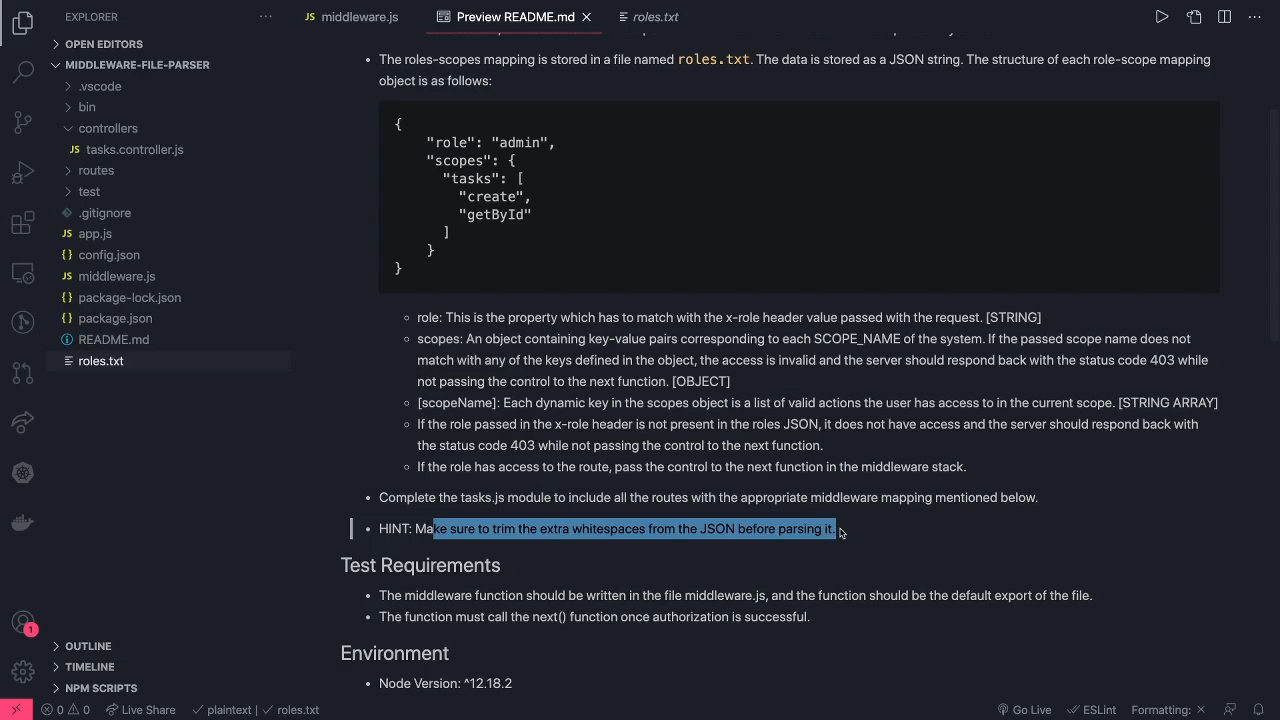 EXPLORER
JS middleware.js
Preview README.md
roles.txt
OPEN EDITORS
MIDDLEWARE-FILE-PARSER
.vscode
bin
controllers
JS tasks.controller.js
routes
test
.gitignore
JS app.js
{} config.json
JS middleware.js
{} package-lock.json
{} package.json
README.md
roles.txt
OUTLINE
TIMELINE
NPM SCRIPTS
1
• The roles-scopes mapping is stored in a file named roles.txt. The data is stored as a JSON string. The structure of each role-scope mapping
object is as follows:
{
"role": "admin",
"scopes": {
"tasks": [
"create",
"getById"
]
}
}
role: This is the property which has to match with the x-role header value passed with the request. [STRING]
scopes: An object containing key-value pairs corresponding to each SCOPE_NAME of the system. If the passed scope name does not
match with any of the keys defined in the object, the access is invalid and the server should respond back with the status code 403 while
not passing the control to the next function. [OBJECT]
[scopeName]: Each dynamic key in the scopes object is a list of valid actions the user has access to in the current scope. [STRING ARRAY]
If the role passed in the x-role header is not present in the roles JSON, it does not have access and the server should respond back with
the status code 403 while not passing the control to the next function.
If the role has access to the route, pass the control to the next function in the middleware stack.
• Complete the tasks.js module to include all the routes with the appropriate middleware mapping mentioned below.
• HINT: Make sure to trim the extra whitespaces from the JSON before parsing it.
Test Requirements
• The middleware function should be written in the file middleware.js, and the function should be the default export of the file.
• The function must call the next() function once authorization is successful.
Environment
• Node Version: ^12.18.2
0 0 Live Share plaintext | roles.txt
Go Live ESLint Formatting: